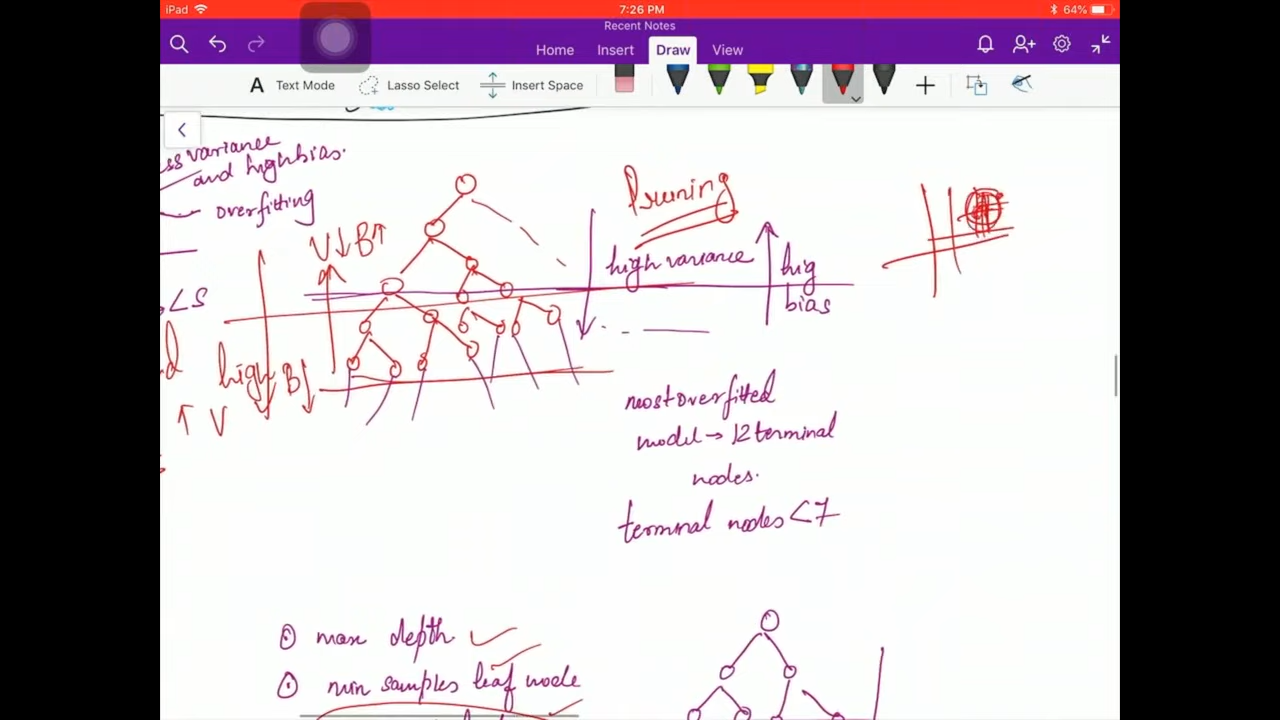 iPad
7:26 PM
64%
Recent Notes
Home Insert Draw View
A Text Mode Lasso Select Insert Space
ss variance
and high bias.
overfitting
V↓ B↑
Pruning
high variance
hig
bias
<S
high B↓
↑ V
most overfitted
model → 12 terminal
nodes.
terminal nodes < 7
max depth
min samples leaf node